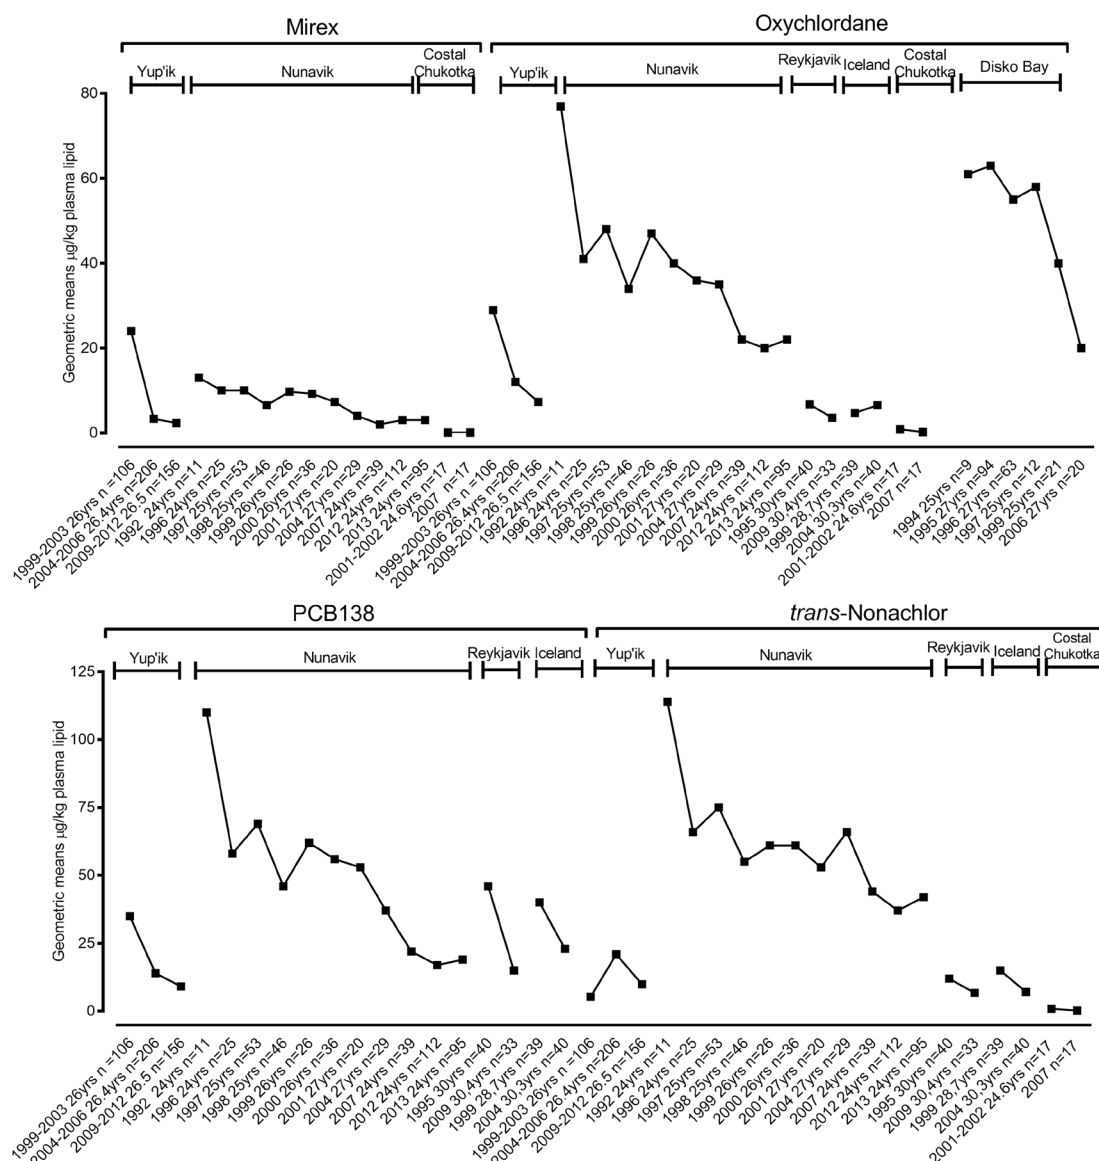 Mirex
Oxychlordane
Yup'ik
Nunavik
Costal
Chukotka
Yup'ik
Nunavik
Reykjavik
Iceland
Costal
Chukotka
Disko Bay
Geometric means µg/kg plasma lipid
80
60
40
20
0
1999-2003 26yrs n =106
2004-2006 26.4yrs n=206
2009-2012 26.5 n=156
1992 24yrs n=11
1996 24yrs n=25
1997 25yrs n=53
1998 25yrs n=46
1999 26yrs n=26
2000 26yrs n=36
2001 27yrs n=20
2004 27yrs n=29
2007 24yrs n=39
2012 24yrs n=112
2013 24yrs n=95
2001-2002 24.6yrs n=17
2007 n=17
1999-2003 26yrs n =106
2004-2006 26.4yrs n=206
2009-2012 26.5 n=156
1992 24yrs n=11
1996 24yrs n=25
1997 25yrs n=53
1998 25yrs n=46
1999 26yrs n=26
2000 26yrs n=36
2001 27yrs n=20
2004 27yrs n=29
2007 24yrs n=39
2012 24yrs n=112
2013 24yrs n=95
1995 30yrs n=40
2009 30,4yrs n=33
1999 28.7yrs n=39
2004 30,3yrs n=40
2001-2002 24.6yrs n=17
2007 n=17
1994 25yrs n=9
1995 27yrs n=94
1996 27yrs n=63
1997 25yrs n=12
1999 25yrs n=21
2006 27yrs n=20
PCB138
trans-Nonachlor
Yup'ik
Nunavik
Reykjavik
Iceland
Yup'ik
Nunavik
Reykjavik
Iceland
Costal
Chukotka
Geometric means µg/kg plasma lipid
125
100
75
50
25
0
1999-2003 26yrs n =106
2004-2006 26.4yrs n=206
2009-2012 26.5 n=156
1992 24yrs n=11
1996 24yrs n=25
1997 25yrs n=53
1998 25yrs n=46
1999 26yrs n=26
2000 26yrs n=36
2001 27yrs n=20
2004 27yrs n=29
2007 24yrs n=39
2012 24yrs n=112
2013 24yrs n=95
1995 30yrs n=40
2009 30,4yrs n=33
1999 28.7yrs n=39
2004 30,3yrs n=40
1999-2003 26yrs n =106
2004-2006 26.4yrs n=206
2009-2012 26.5 n=156
1992 24yrs n=11
1996 24yrs n=25
1997 25yrs n=53
1998 25yrs n=46
1999 26yrs n=26
2000 26yrs n=36
2001 27yrs n=20
2004 27yrs n=29
2007 24yrs n=39
2012 24yrs n=112
2013 24yrs n=95
1995 30yrs n=40
2009 30,4yrs n=33
1999 28.7yrs n=39
2004 30,3yrs n=40
2001-2002 24.6yrs n=17
2007 n=17